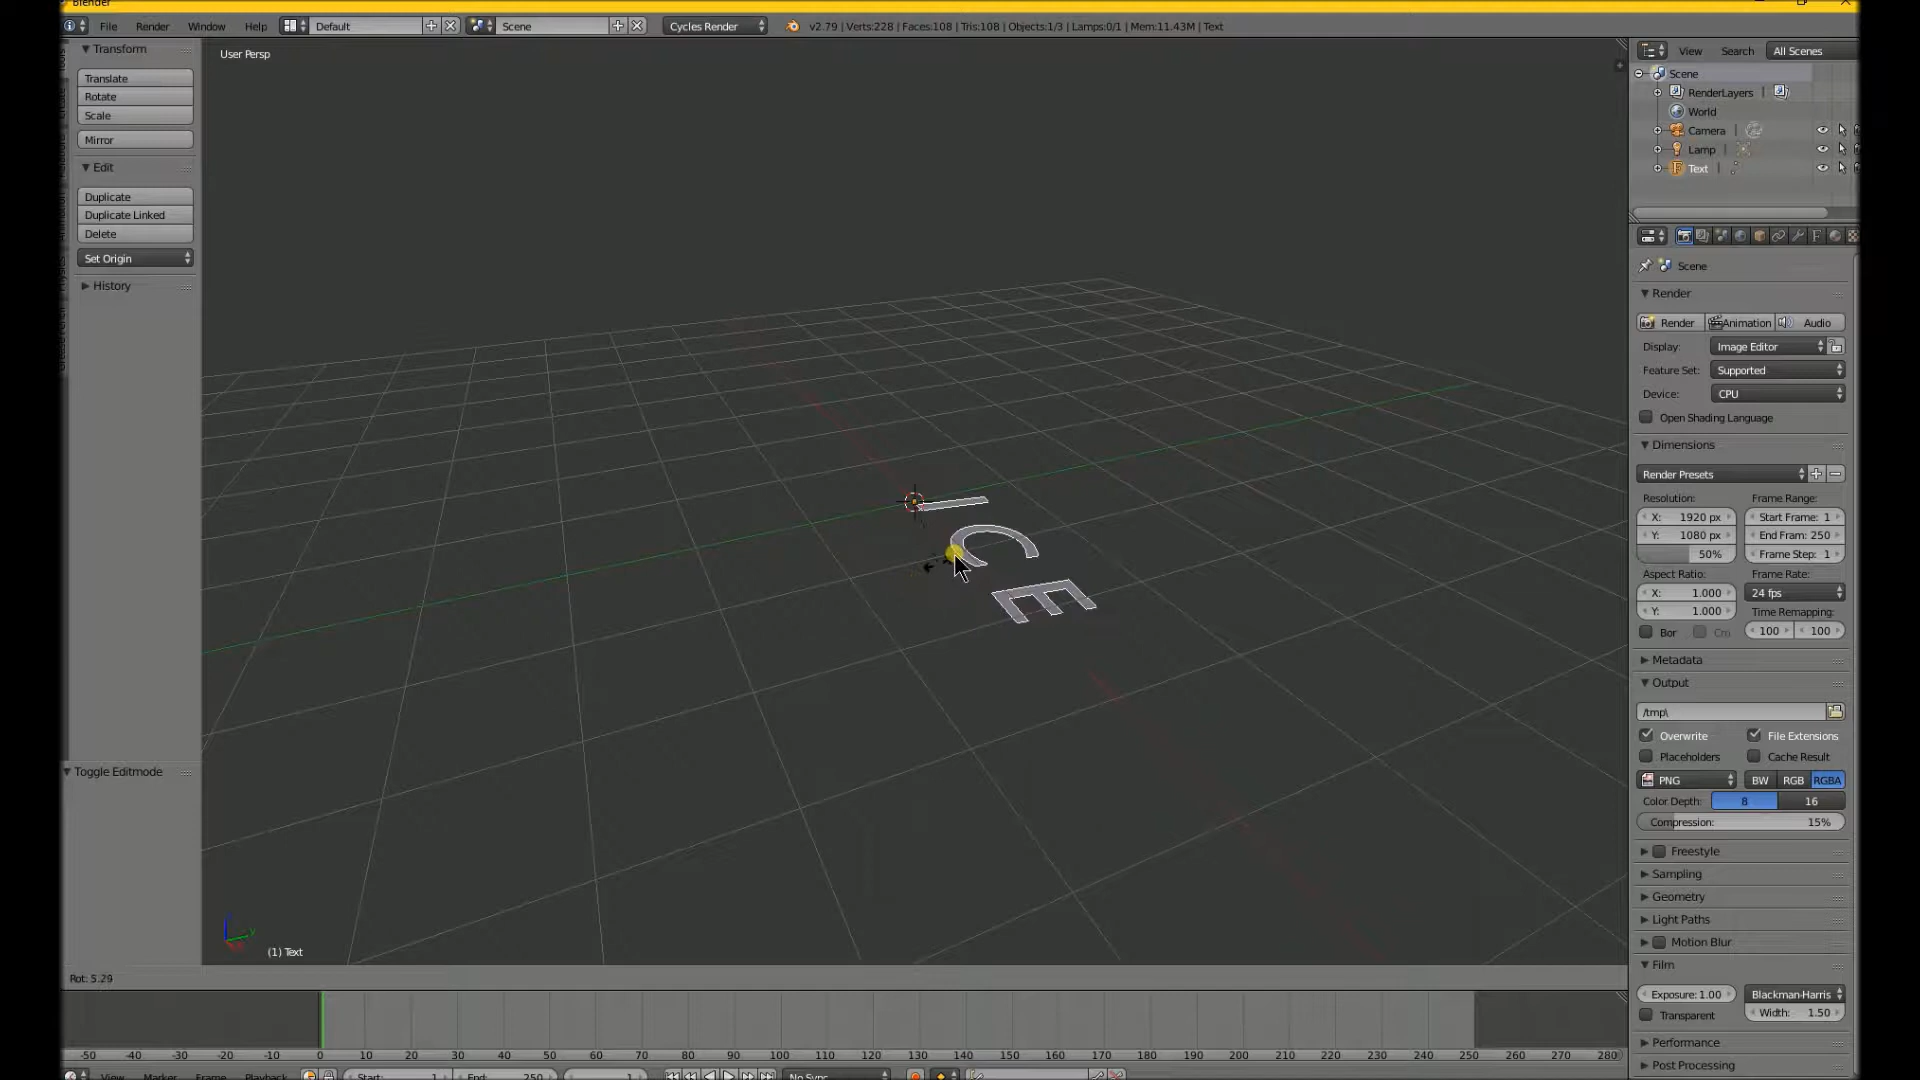 Blender
File Render Window Help Default Scene Cycles Render v2.79 | Verts:228 | Faces:108 | Tris:108 | Objects:1/3 | Lamps:0/1 | Mem:11.43M | Text
Transform
Translate
Rotate
Scale
Mirror
Edit
Duplicate
Duplicate Linked
Delete
Set Origin
History
Toggle Editmode
User Persp
ICE
(1) Text
Rot: 5.29
View Search All Scenes
Scene
RenderLayers
World
Camera
Lamp
Text
Scene
Render
Render Animation Audio
Display: Image Editor
Feature Set: Supported
Device: CPU
Open Shading Language
Dimensions
Render Presets
Resolution: Frame Range:
X: 1920 px Start Frame: 1
Y: 1080 px End Fram: 250
50% Frame Step: 1
Aspect Ratio: Frame Rate:
X: 1.000 24 fps
Y: 1.000 Time Remapping:
Bor Cro 100 100
Metadata
Output
/tmp\
Overwrite File Extensions
Placeholders Cache Result
PNG BW RGB RGBA
Color Depth: 8 16
Compression: 15%
Freestyle
Sampling
Geometry
Light Paths
Motion Blur
Film
Exposure: 1.00 Blackman-Harris
Transparent Width: 1.50
Performance
Post Processing
-50 -40 -30 -20 -10 0 10 20 30 40 50 60 70 80 90 100 110 120 130 140 150 160 170 180 190 200 210 220 230 240 250 260 270 280
View Marker Frame Playback Start: 1 End: 250 1 No Sync